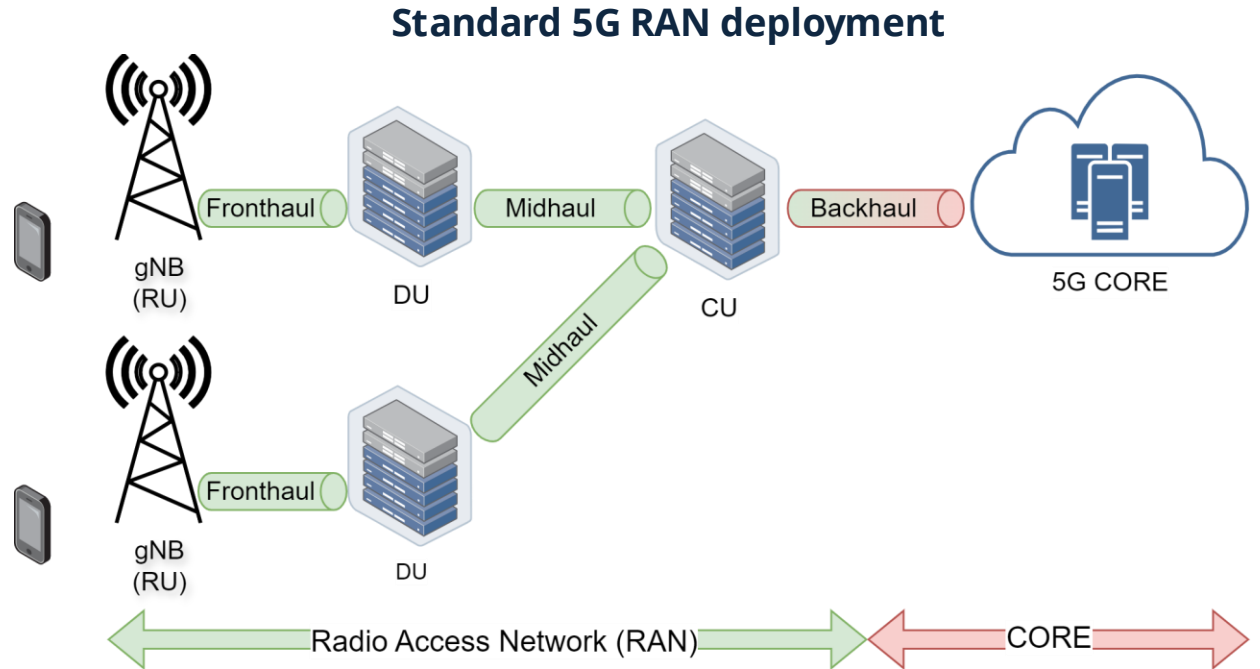 Standard 5G RAN deployment
Fronthaul
Midhaul
Backhaul
gNB
(RU)
DU
CU
5G CORE
Midhaul
Fronthaul
gNB
(RU)
DU
Radio Access Network (RAN)
CORE